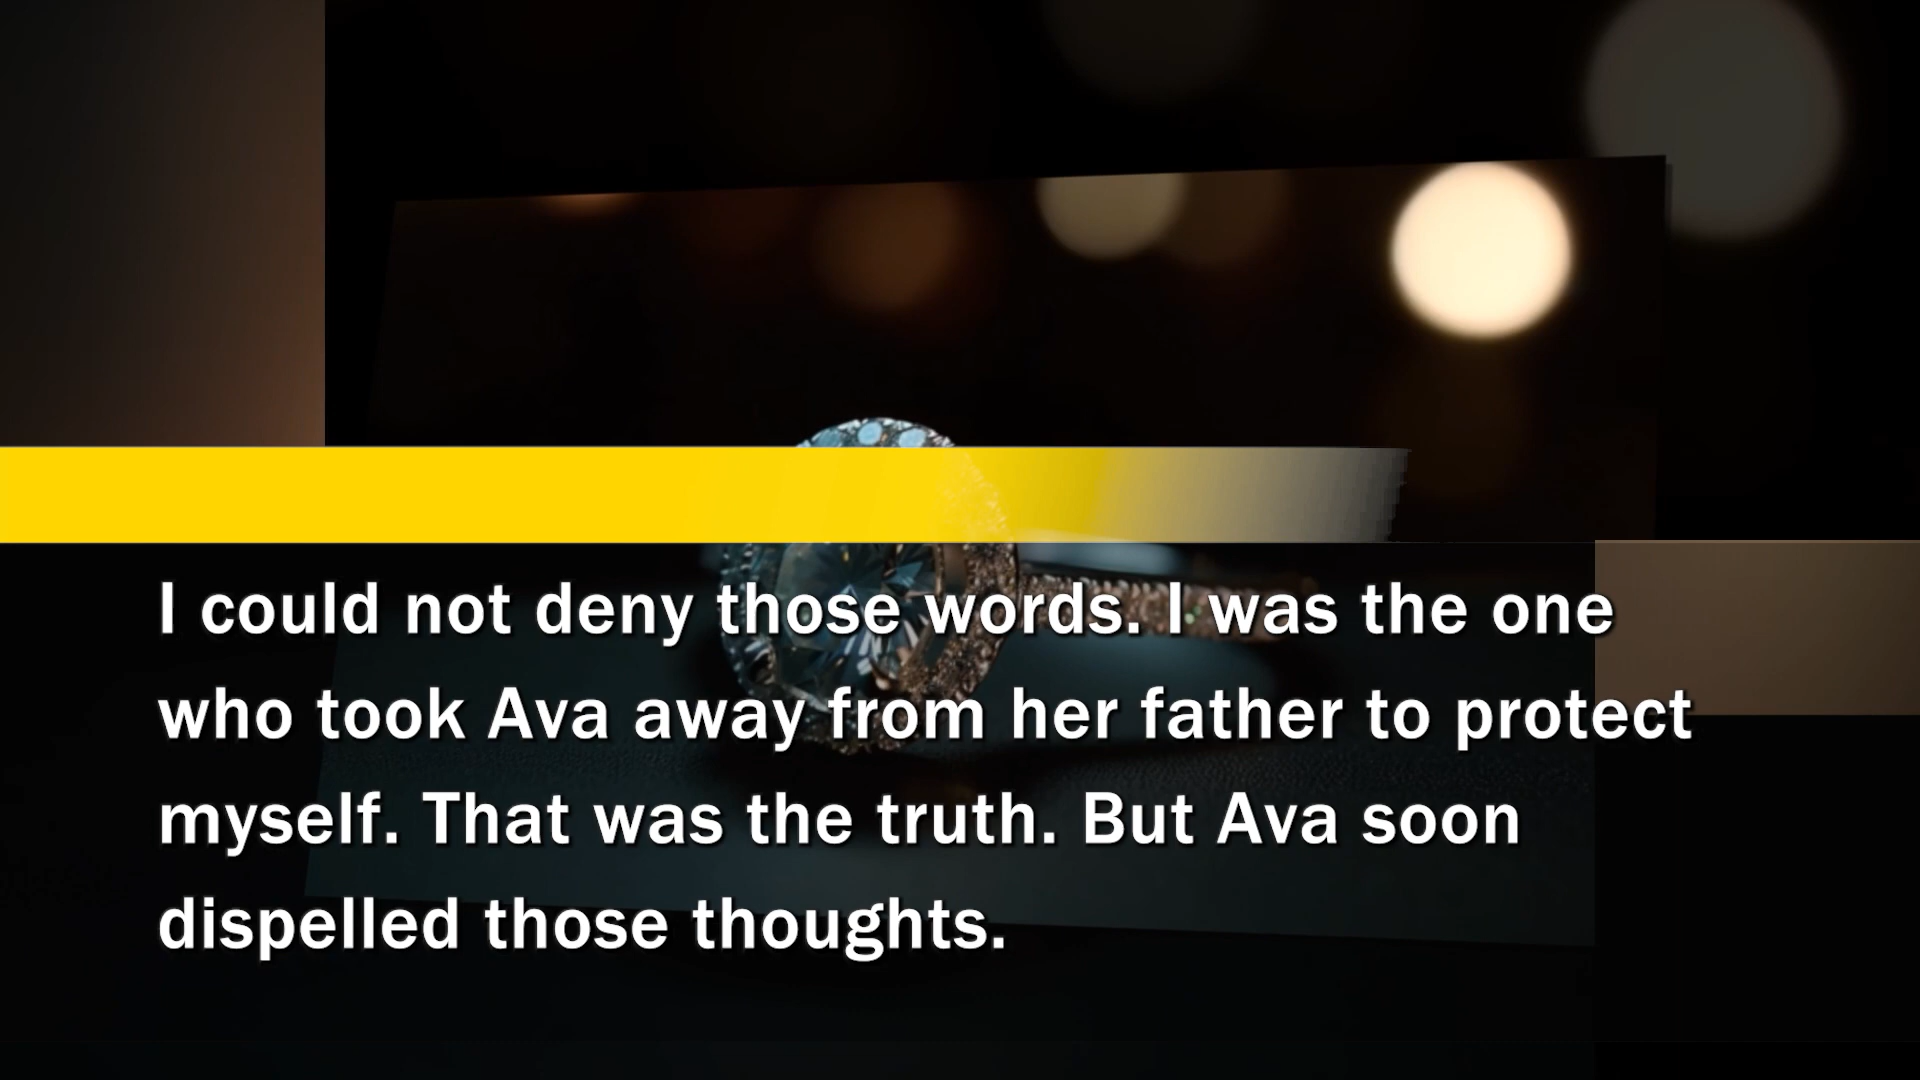 I could not deny those words. I was the one
who took Ava away from her father to protect
myself. That was the truth. But Ava soon
dispelled those thoughts.